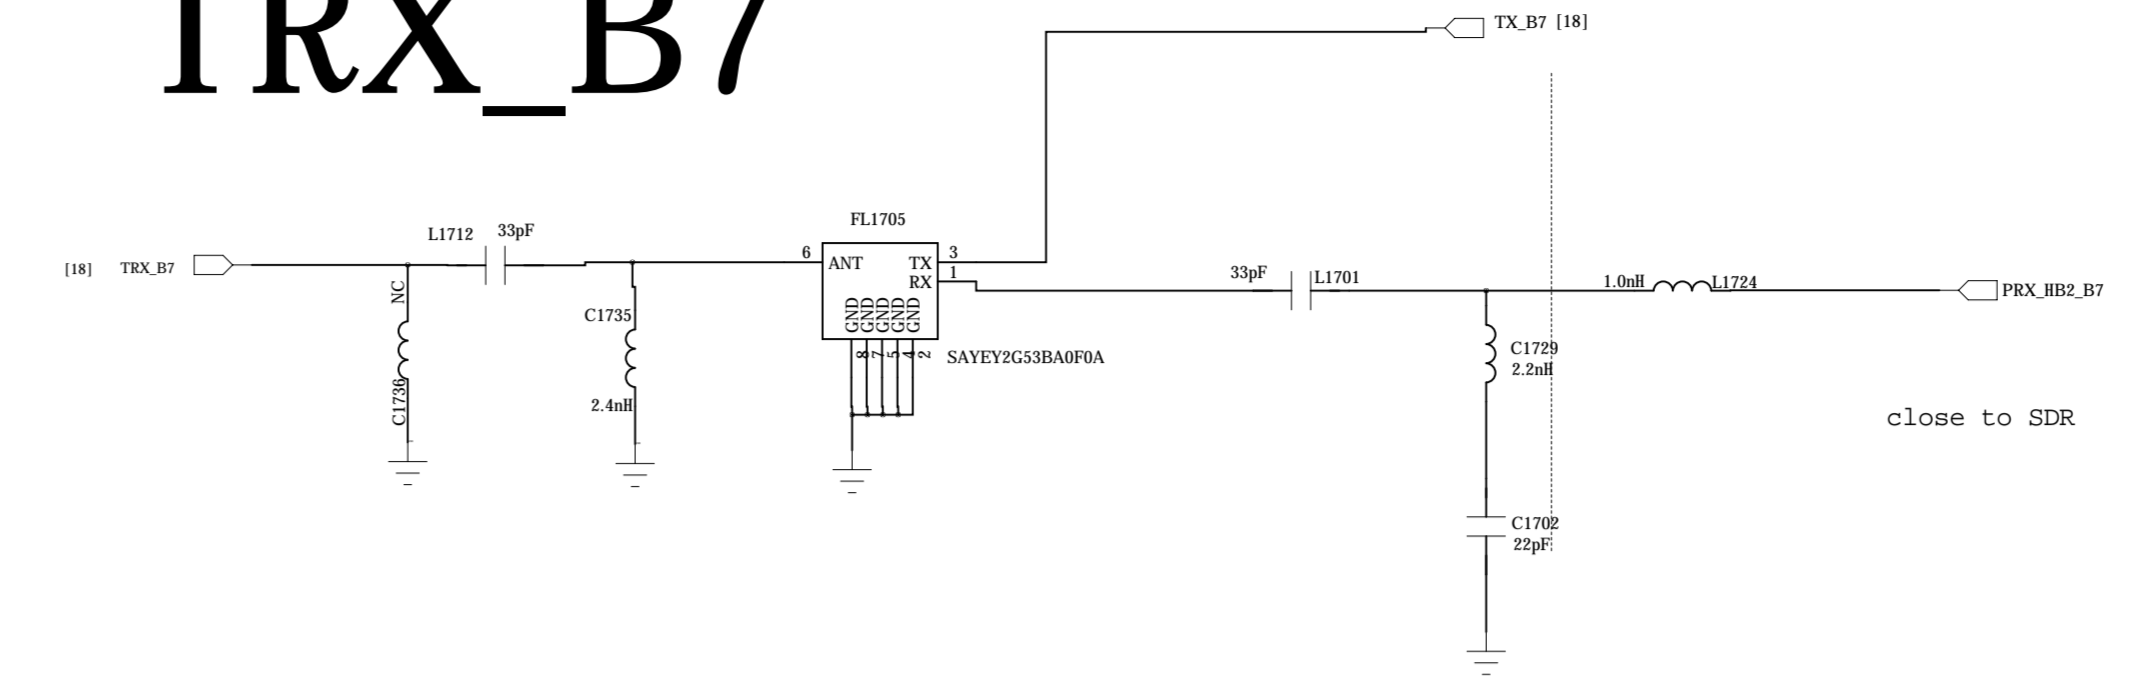 TRX_B7
TX_B7 [18]
FL1705
L1712 33pF
[18] TRX_B7
6 ANT TX 3
RX 1
33pF L1701
1.0nH L1724
PRX_HB2_B7
NC
C1736
C1735
2.4nH
GND GND GND GND GND
8 7 5 4 2
SAYEY2G53BA0F0A
C1729
2.2nH
close to SDR
C1702
22pF